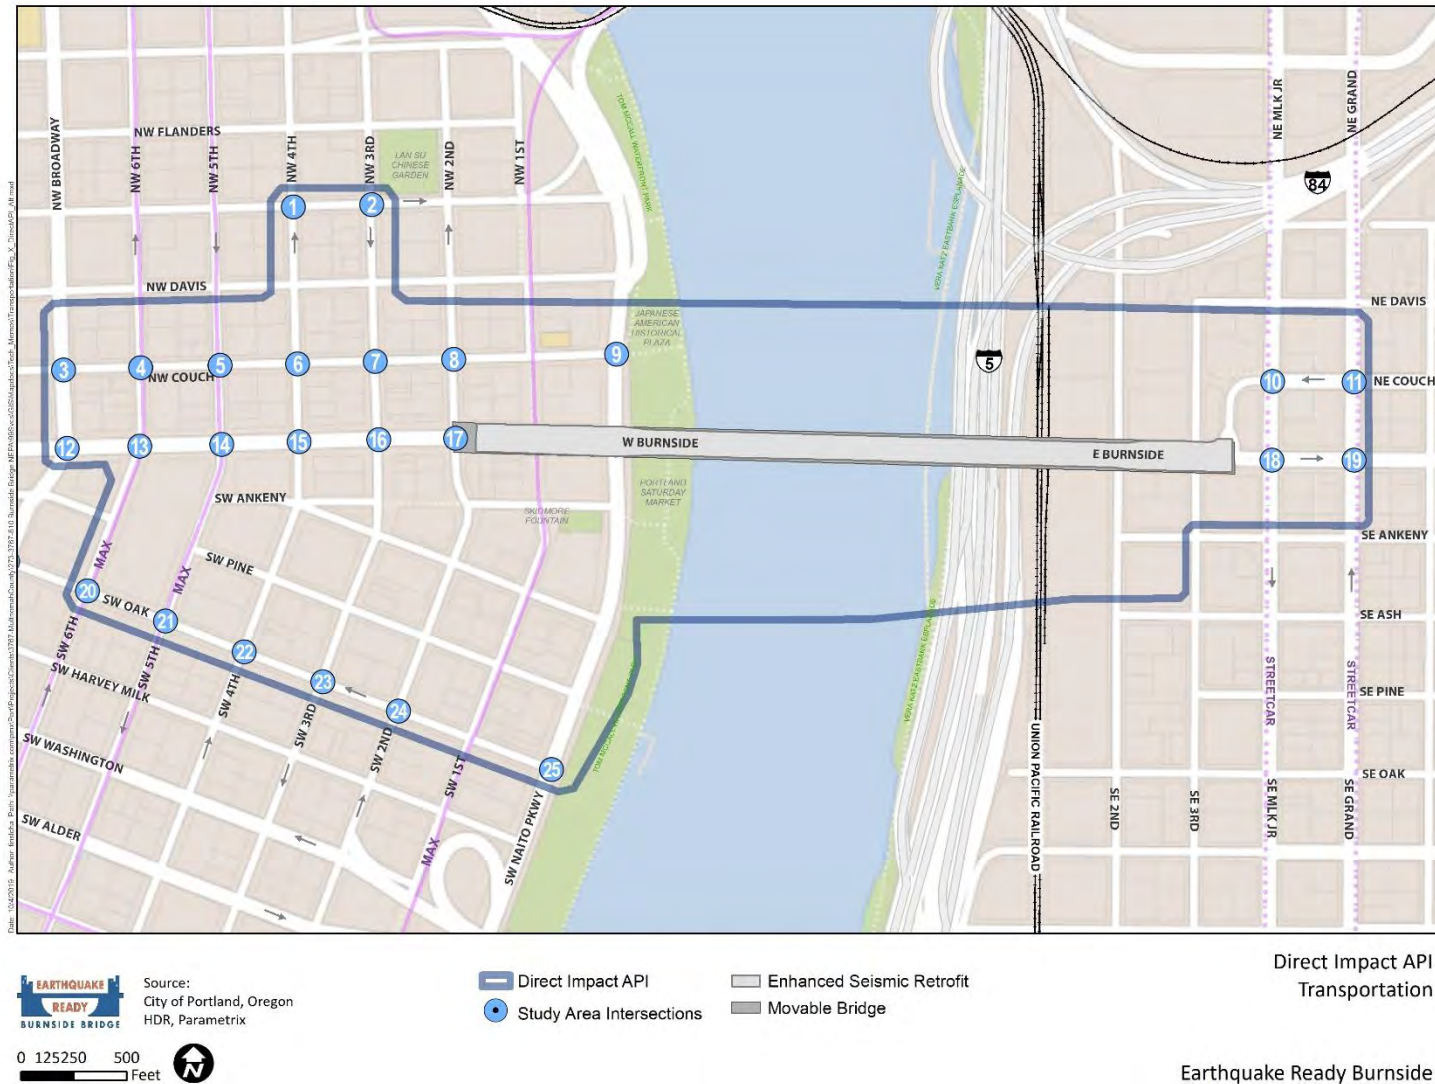 NW BROADWAY
NW 6TH
NW 5TH
NW FLANDERS
NW 4TH
NW 3RD
LAN SU
CHINESE
GARDEN
NW 2ND
NW 1ST
TOM MCCALL WATERFRONT PARK
VERA KATZ EASTBANK ESPLANADE
NE MLK JR
NE GRAND
84
1
2
NW DAVIS
NE DAVIS
JAPANESE
AMERICAN
HISTORICAL
PLAZA
3
4
5
6
7
8
9
5
10
11
NW COUCH
NE COUCH
12
13
14
15
16
17
W BURNSIDE
E BURNSIDE
18
19
SW ANKENY
PORTLAND
SATURDAY
MARKET
SKIDMORE
FOUNTAIN
SE ANKENY
MAX
MAX
SW PINE
20
SW OAK
21
22
23
24
25
SE ASH
VERA KATZ EASTBANK ESPLANADE
SW 6TH
SW 5TH
SW HARVEY MILK
SW 4TH
SW 3RD
SW 2ND
SW 1ST
STREETCAR
STREETCAR
SE PINE
SW WASHINGTON
SE OAK
SW ALDER
MAX
SW NAITO PKWY
UNION PACIFIC RAILROAD
SE 2ND
SE 3RD
SE MLK JR
SE GRAND
EARTHQUAKE
READY
BURNSIDE BRIDGE
Source:
City of Portland, Oregon
HDR, Parametrix
Direct Impact API
Study Area Intersections
Enhanced Seismic Retrofit
Movable Bridge
Direct Impact API
Transportation
0 125250 500
Feet
N
Earthquake Ready Burnside